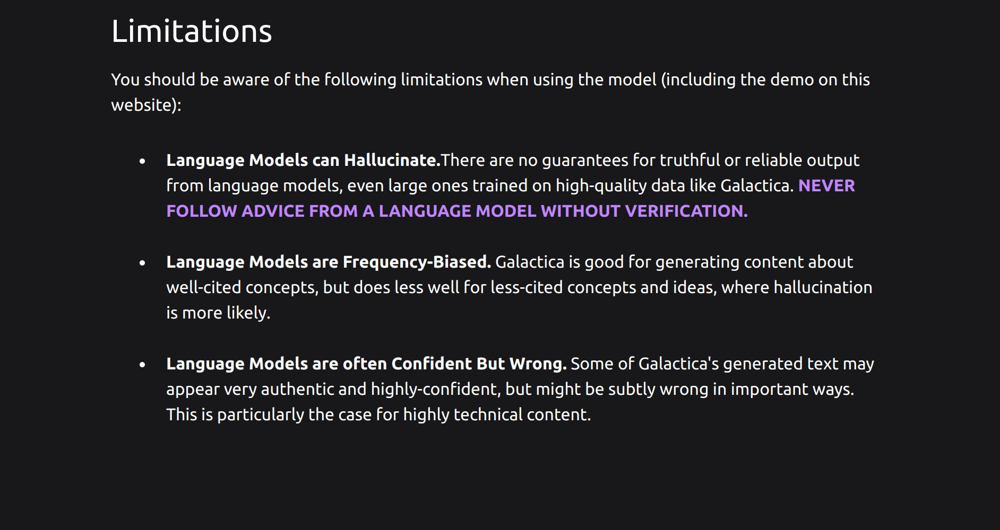 Limitations
You should be aware of the following limitations when using the model (including the demo on this
website):
• Language Models can Hallucinate.There are no guarantees for truthful or reliable output
from language models, even large ones trained on high-quality data like Galactica. NEVER
FOLLOW ADVICE FROM A LANGUAGE MODEL WITHOUT VERIFICATION.
• Language Models are Frequency-Biased. Galactica is good for generating content about
well-cited concepts, but does less well for less-cited concepts and ideas, where hallucination
is more likely.
• Language Models are often Confident But Wrong. Some of Galactica's generated text may
appear very authentic and highly-confident, but might be subtly wrong in important ways.
This is particularly the case for highly technical content.